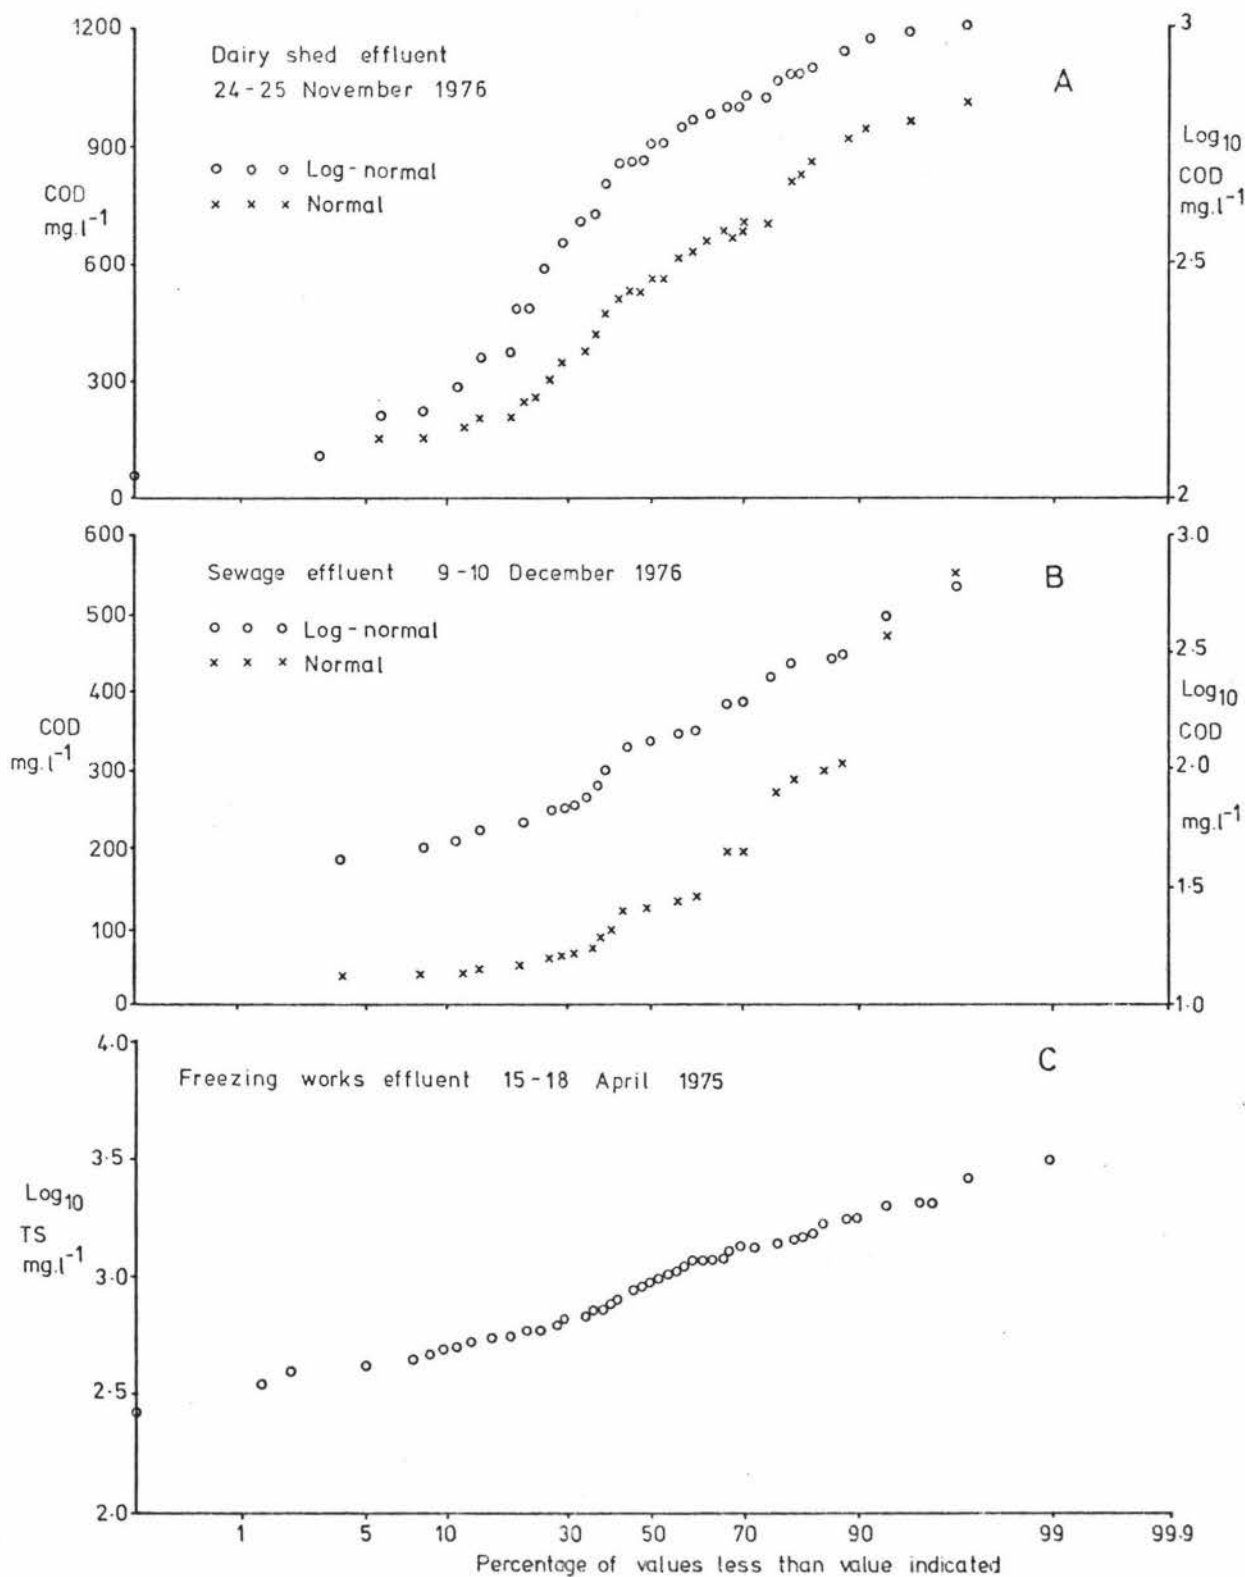 1200
900
600
300
0
COD
mg.l⁻¹
Dairy shed effluent
24-25 November 1976
o o o Log-normal
x x x Normal
A
3
2·5
2
Log₁₀
COD
mg.l⁻¹
600
500
400
300
200
100
0
COD
mg.l⁻¹
Sewage effluent 9-10 December 1976
o o o Log-normal
x x x Normal
B
3·0
2·5
2·0
1·5
1·0
Log₁₀
COD
mg.l⁻¹
4·0
3·5
3·0
2·5
2·0
Log₁₀
TS
mg.l⁻¹
Freezing works effluent 15-18 April 1975
C
1 5 10 30 50 70 90 99 99·9
Percentage of values less than value indicated